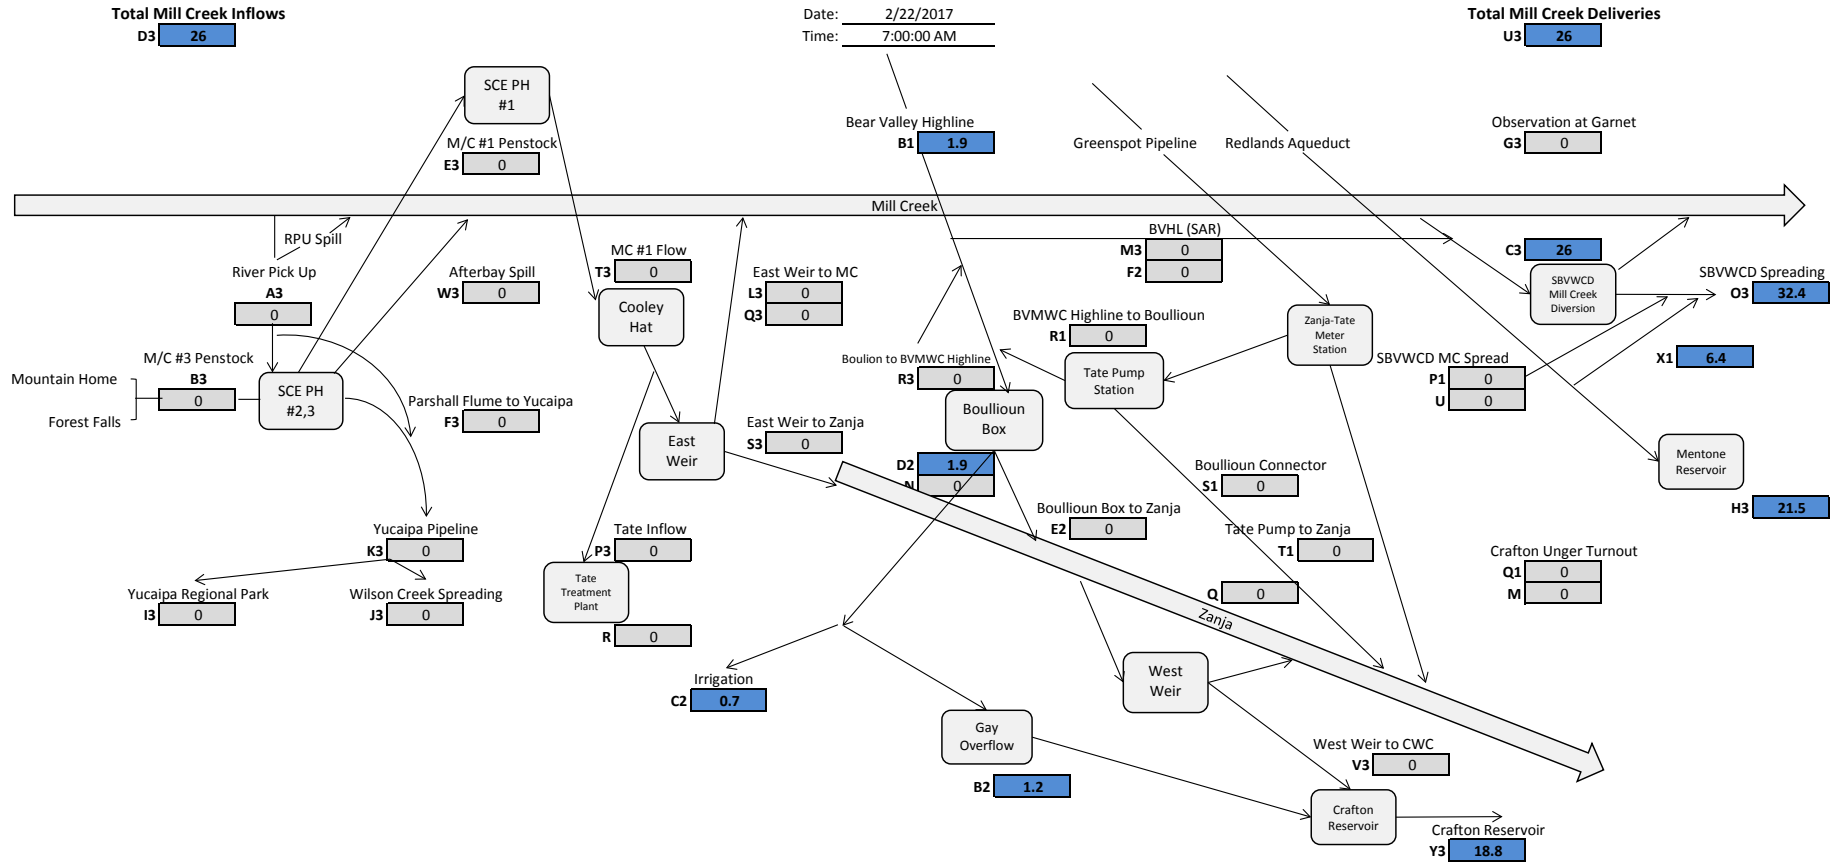 Total Mill Creek Inflows
D3 26
Date: 2/22/2017
Time: 7:00:00 AM
Total Mill Creek Deliveries
U3 26
SCE PH
#1
M/C #1 Penstock
E3 0
Bear Valley Highline
B1 1.9
Greenspot Pipeline
Redlands Aqueduct
Observation at Garnet
G3 0
Mill Creek
RPU Spill
River Pick Up
A3
0
Afterbay Spill
W3 0
MC #1 Flow
T3 0
Cooley
Hat
East Weir to MC
L3 0
Q3 0
BVHL (SAR)
M3 0
F2 0
C3 26
SBVWCD
Mill Creek
Diversion
SBVWCD Spreading
O3 32.4
BVMWC Highline to Boullioun
R1 0
Zanja-Tate
Meter
Station
M/C #3 Penstock
B3 0
Mountain Home
Forest Falls
SCE PH
#2,3
Parshall Flume to Yucaipa
F3 0
Boulion to BVMWC Highline
R3 0
Tate Pump
Station
SBVWCD MC Spread
P1 0
U 0
X1 6.4
Boullioun
Box
East
Weir
East Weir to Zanja
S3 0
D2 1.9
N 0
Boullioun Connector
S1 0
Mentone
Reservoir
H3 21.5
Boullioun Box to Zanja
E2 0
Yucaipa Pipeline
K3 0
Tate Inflow
P3 0
Tate Pump to Zanja
T1 0
Crafton Unger Turnout
Q1 0
M 0
Yucaipa Regional Park
I3 0
Wilson Creek Spreading
J3 0
Tate
Treatment
Plant
R 0
Q 0
Zanja
Irrigation
C2 0.7
West
Weir
Gay
Overflow
B2 1.2
West Weir to CWC
V3 0
Crafton
Reservoir
Crafton Reservoir
Y3 18.8